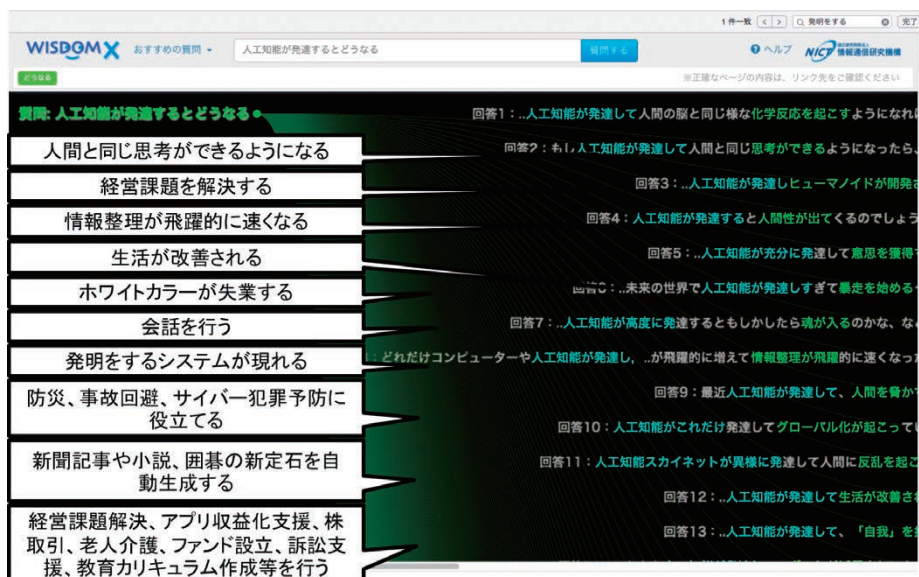 1 件一致 < > 発明をする 完了
WISDOM X おすすめの質問 人工知能が発達するとどうなる 質問する ヘルプ NICT 情報通信研究機構
どうなる ※正確なページの内容は、リンク先をご確認ください
質問: 人工知能が発達するとどうなる
回答1：..人工知能が発達して人間の脳と同じ様な化学反応を起こすようになれ
人間と同じ思考ができるようになる
回答2：もし人工知能が発達して人間と同じ思考ができるようになったら、
経営課題を解決する
回答3：..人工知能が発達しヒューマノイドが開発
情報整理が飛躍的に速くなる
回答4：人工知能が発達すると人間性が出てくるのでしょう
生活が改善される
回答5：..人工知能が充分に発達して意思を獲得
ホワイトカラーが失業する
：..未来の世界で人工知能が発達しすぎて暴走を始める
会話を行う
回答7：..人工知能が高度に発達するともしかしたら魂が入るのかな、な
発明をするシステムが現れる
：どれだけコンピューターや人工知能が発達し，..が飛躍的に増えて情報整理が飛躍的に速くなっ
防災、事故回避、サイバー犯罪予防に
役立てる
回答9：最近人工知能が発達して、人間を脅か
回答10：人工知能がこれだけ発達してグローバル化が起こって
新聞記事や小説、囲碁の新定石を自
動生成する
回答11：人工知能スカイネットが異様に発達して人間に反乱を起
回答12：..人工知能が発達して生活が改善さ
経営課題解決、アプリ収益化支援、株
取引、老人介護、ファンド設立、訴訟支
援、教育カリキュラム作成等を行う
回答13：..人工知能が発達して、「自我」を